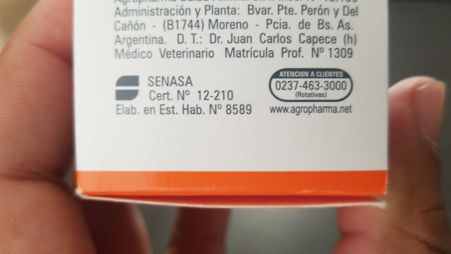 Administración y Planta: Bvar. Pte. Perón y Del
Cañón - (B1744) Moreno - Pcia. de Bs. As.
Argentina. D. T.: Dr. Juan Carlos Capece (h)
Médico Veterinario Matrícula Prof. Nº 1309
SENASA
Cert. Nº 12-210
Elab. en Est. Hab. Nº 8589
ATENCION A CLIENTES
0237-463-3000
(Rotativas)
www.agropharma.net